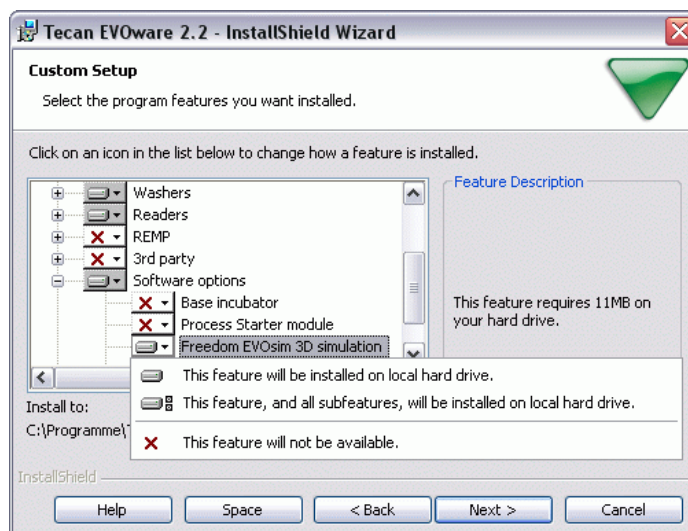 Tecan EVOware 2.2 - InstallShield Wizard
Custom Setup
Select the program features you want installed.
Click on an icon in the list below to change how a feature is installed.
Feature Description
Washers
Readers
REMP
3rd party
Software options
Base incubator
Process Starter module
Freedom EVOsim 3D simulation
This feature requires 11MB on
your hard drive.
This feature will be installed on local hard drive.
This feature, and all subfeatures, will be installed on local hard drive.
This feature will not be available.
Install to:
C:\Programme\
InstallShield
Help
Space
< Back
Next >
Cancel